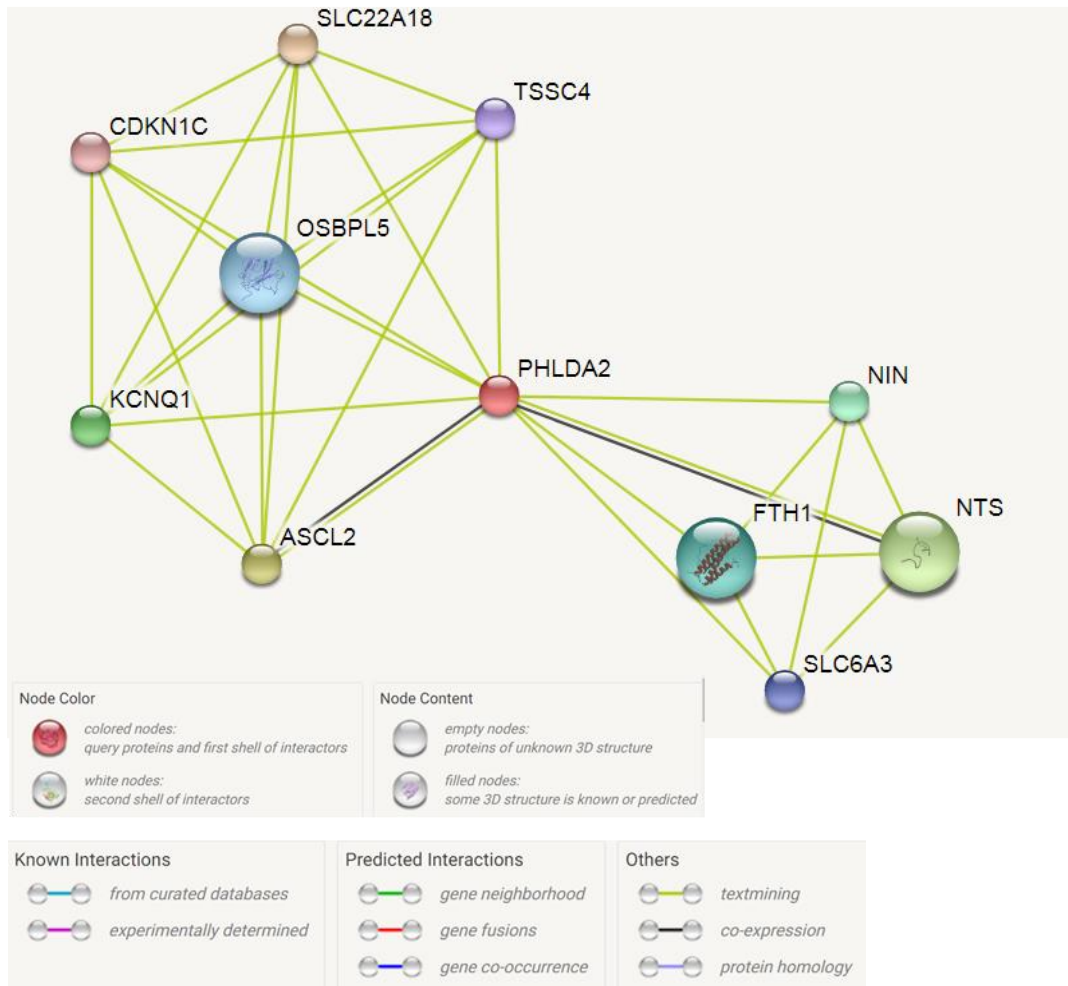 SLC22A18
TSSC4
CDKN1C
OSBPL5
PHLDA2
NIN
KCNQ1
FTH1
NTS
ASCL2
SLC6A3
Node Color
colored nodes:
query proteins and first shell of interactors
white nodes:
second shell of interactors
Node Content
empty nodes:
proteins of unknown 3D structure
filled nodes:
some 3D structure is known or predicted
Known Interactions
from curated databases
experimentally determined
Predicted Interactions
gene neighborhood
gene fusions
gene co-occurrence
Others
textmining
co-expression
protein homology